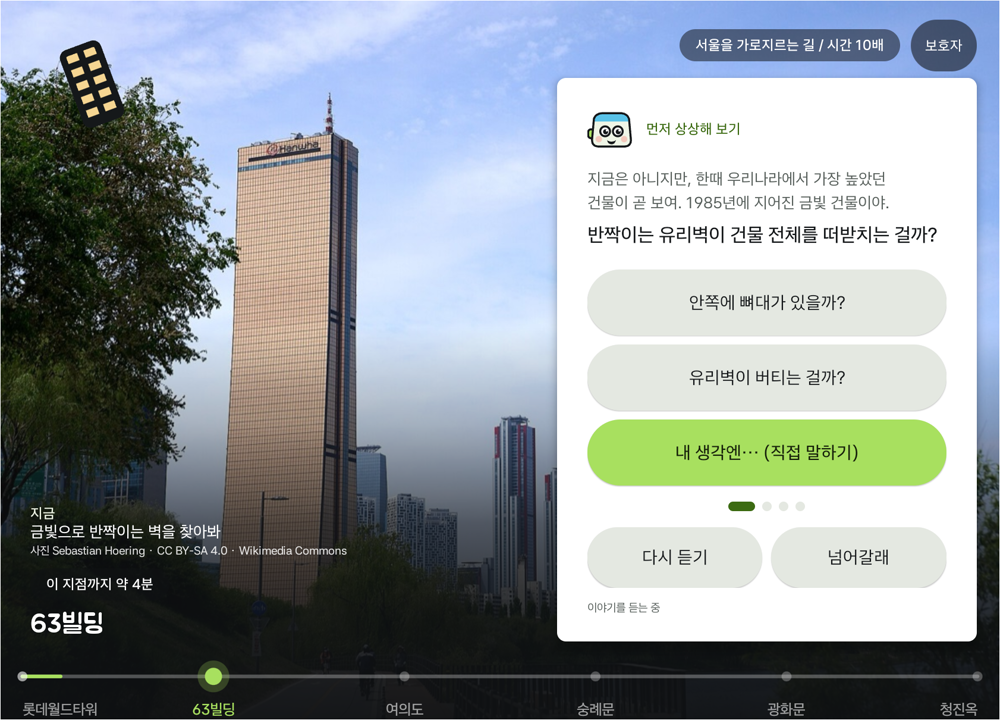 서울을 가로지르는 길 / 시간 10배
보호자
Hanwha
먼저 상상해 보기
지금은 아니지만, 한때 우리나라에서 가장 높았던
건물이 곧 보여. 1985년에 지어진 금빛 건물이야.
반짝이는 유리벽이 건물 전체를 떠받치는 걸까?
안쪽에 뼈대가 있을까?
유리벽이 버티는 걸까?
내 생각엔… (직접 말하기)
다시 듣기
넘어갈래
이야기를 듣는 중
지금
금빛으로 반짝이는 벽을 찾아봐
사진 Sebastian Hoering · CC BY-SA 4.0 · Wikimedia Commons
이 지점까지 약 4분
63빌딩
롯데월드타워
63빌딩
여의도
숭례문
광화문
청진옥